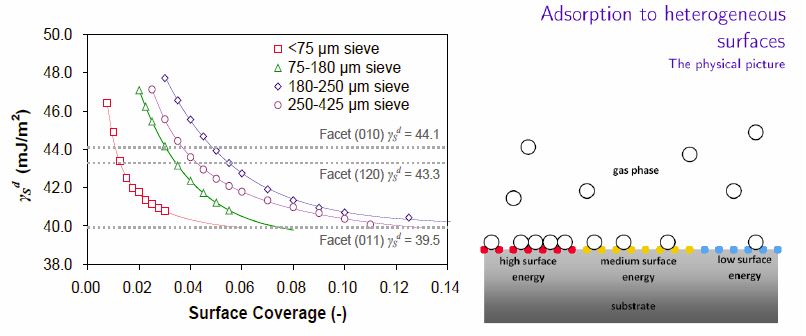 50.0
48.0
46.0
44.0
42.0
40.0
38.0
γsᵈ (mJ/m²)
0.00
0.02
0.04
0.06
0.08
0.10
0.12
0.14
Surface Coverage (-)
<75 µm sieve
75-180 µm sieve
180-250 µm sieve
250-425 µm sieve
Facet (010) γsᵈ = 44.1
Facet (120) γsᵈ = 43.3
Facet (011) γsᵈ = 39.5
Adsorption to heterogeneous
surfaces
The physical picture
gas phase
high surface
energy
medium surface
energy
low surface
energy
substrate